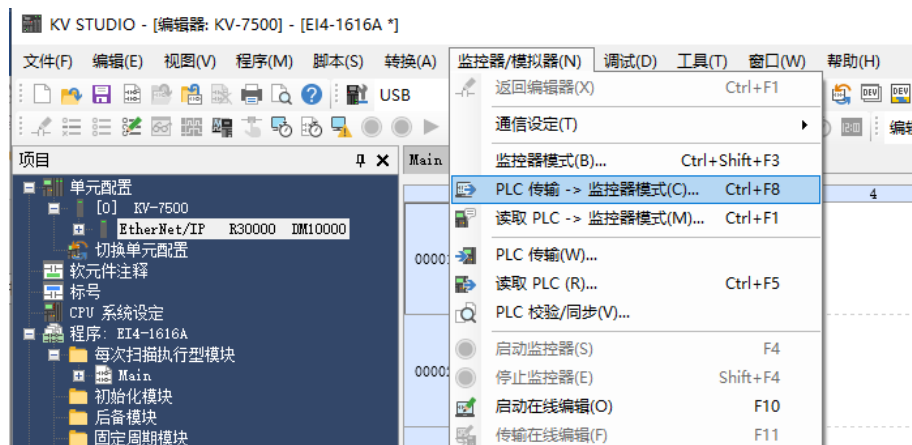 KV STUDIO - [编辑器: KV-7500] - [EI4-1616A *]
文件(F) 编辑(E) 视图(V) 程序(M) 脚本(S) 转换(A) 监控器/模拟器(N) 调试(D) 工具(T) 窗口(W) 帮助(H)
USB
返回编辑器(X) Ctrl+F1
通信设定(T)
监控器模式(B)... Ctrl+Shift+F3
PLC 传输 -> 监控器模式(C)... Ctrl+F8
读取 PLC -> 监控器模式(M)... Ctrl+F1
PLC 传输(W)...
读取 PLC (R)... Ctrl+F5
PLC 校验/同步(V)...
启动监控器(S) F4
停止监控器(E) Shift+F4
启动在线编辑(O) F10
传输在线编辑(F) F11
DEV DEV
编辑
项目
Main
4
单元配置
[0] KV-7500
EtherNet/IP R30000 DM10000
切换单元配置
软元件注释
标号
CPU 系统设定
程序: EI4-1616A
每次扫描执行型模块
Main
初始化模块
后备模块
固定周期模块